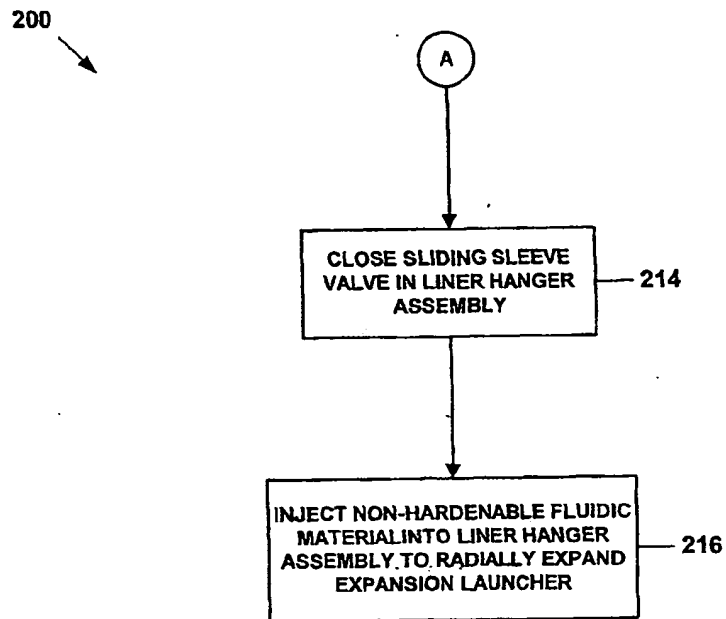 200
A
CLOSE SLIDING SLEEVE
VALVE IN LINER HANGER
ASSEMBLY
214
INJECT NON-HARDENABLE FLUIDIC
MATERIALINTO LINER HANGER
ASSEMBLY TO RADIALLY EXPAND
EXPANSION LAUNCHER
216